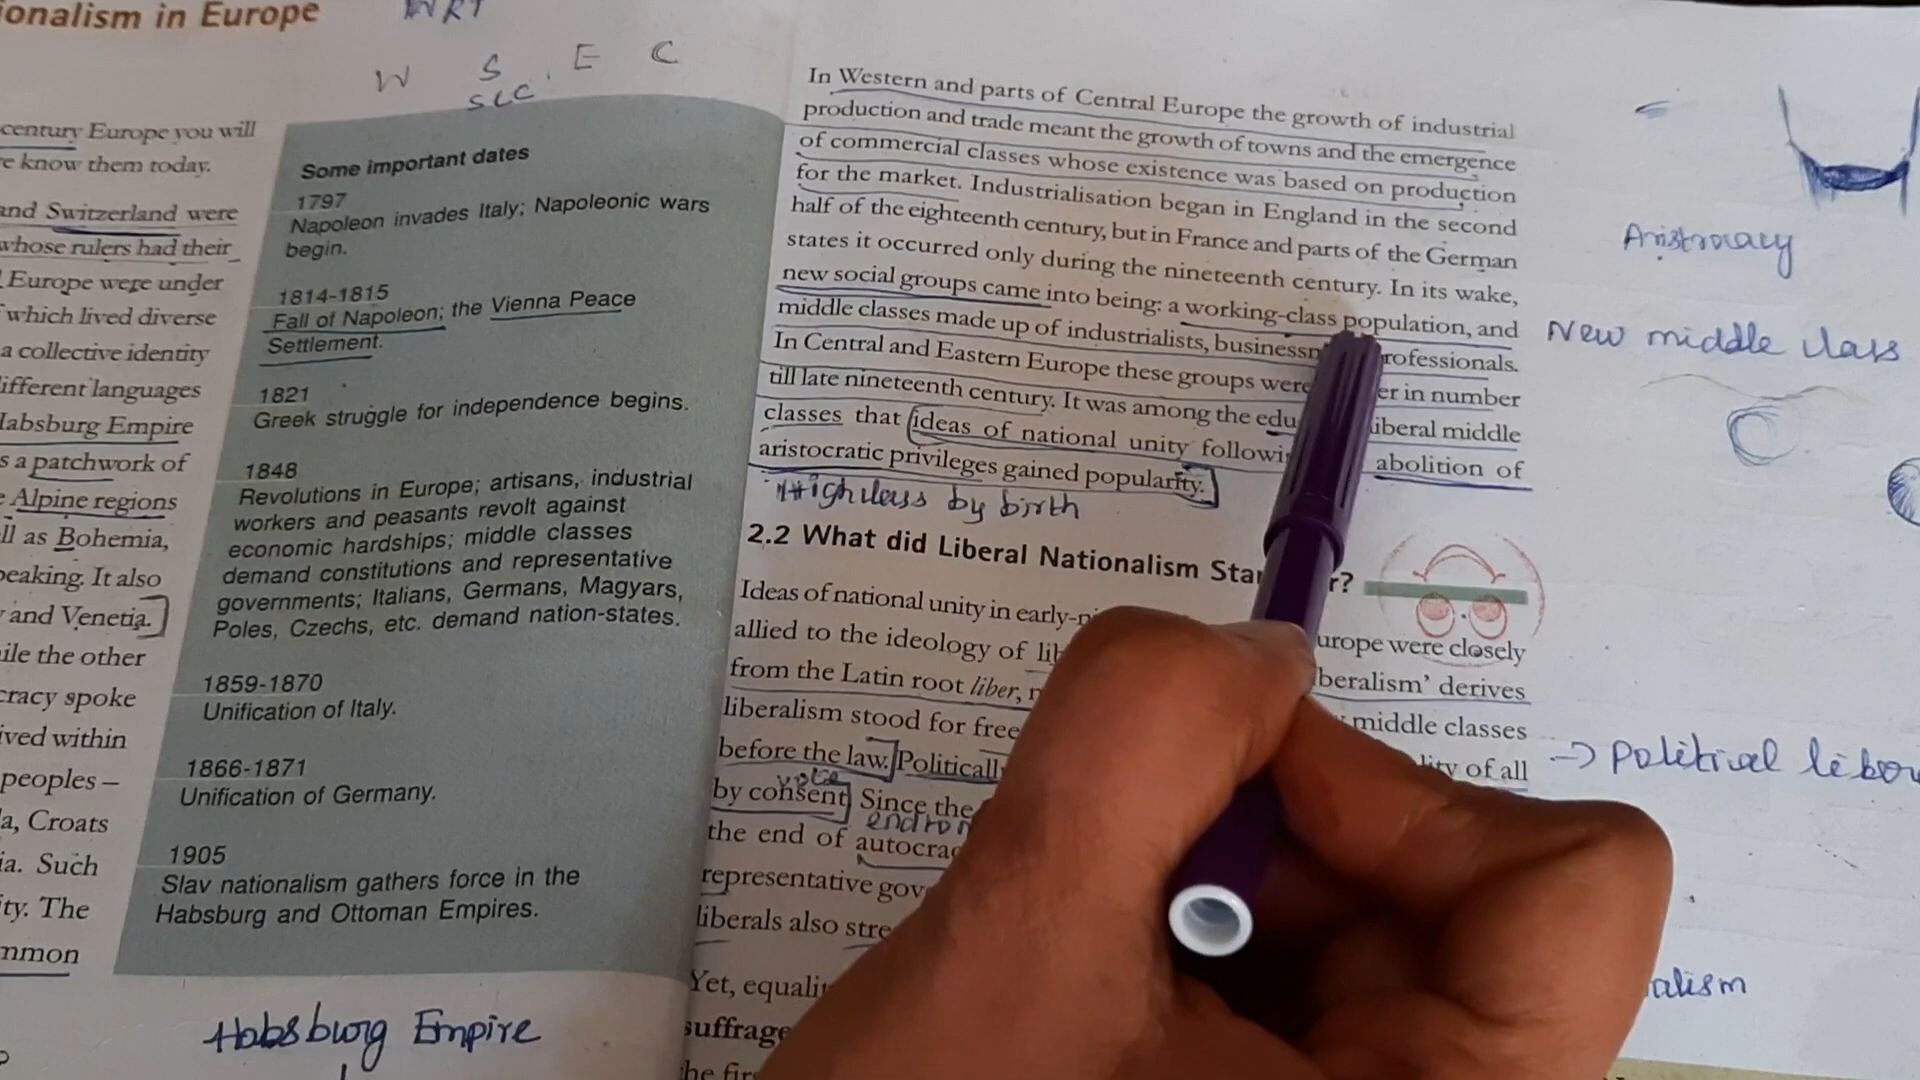 ionalism in Europe
W S E C
SLC
century Europe you will
e know them today.
and Switzerland were
whose rulers had their
Europe were under
which lived diverse
a collective identity
ifferent languages
Habsburg Empire
s a patchwork of
e Alpine regions
ll as Bohemia,
peaking. It also
and Venetia.
ile the other
cracy spoke
ived within
peoples –
a, Croats
ia. Such
ity. The
mmon
Some important dates
1797
Napoleon invades Italy; Napoleonic wars
begin.
1814-1815
Fall of Napoleon; the Vienna Peace
Settlement.
1821
Greek struggle for independence begins.
1848
Revolutions in Europe; artisans, industrial
workers and peasants revolt against
economic hardships; middle classes
demand constitutions and representative
governments; Italians, Germans, Magyars,
Poles, Czechs, etc. demand nation-states.
1859-1870
Unification of Italy.
1866-1871
Unification of Germany.
1905
Slav nationalism gathers force in the
Habsburg and Ottoman Empires.
Habsburg Empire
In Western and parts of Central Europe the growth of industrial
production and trade meant the growth of towns and the emergence
of commercial classes whose existence was based on production
for the market. Industrialisation began in England in the second
half of the eighteenth century, but in France and parts of the German
states it occurred only during the nineteenth century. In its wake,
new social groups came into being: a working-class population, and
middle classes made up of industrialists, businessm rofessionals.
In Central and Eastern Europe these groups were er in number
till late nineteenth century. It was among the edu iberal middle
classes that ideas of national unity followi abolition of
aristocratic privileges gained popularity.
High class by birth
2.2 What did Liberal Nationalism Sta r?
Ideas of national unity in early-ni urope were closely
allied to the ideology of lib beralism' derives
from the Latin root liber, middle classes
liberalism stood for free lity of all
before the law. Politically
vote
by consent. Since the
the end of autocrac
representative gov
liberals also stre
Yet, equalit
suffrage
he firs
Aristrocacy
New middle class
→ Political libor
alism